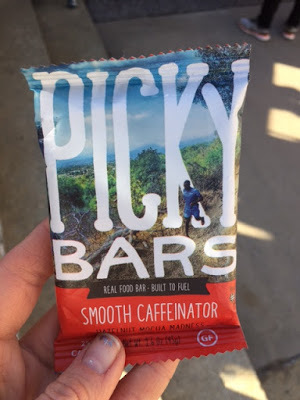 PICKY
BARS
REAL FOOD BAR · BUILT TO FUEL
SMOOTH CAFFEINATOR
HAZELNUT MOCHA MADNESS
GF